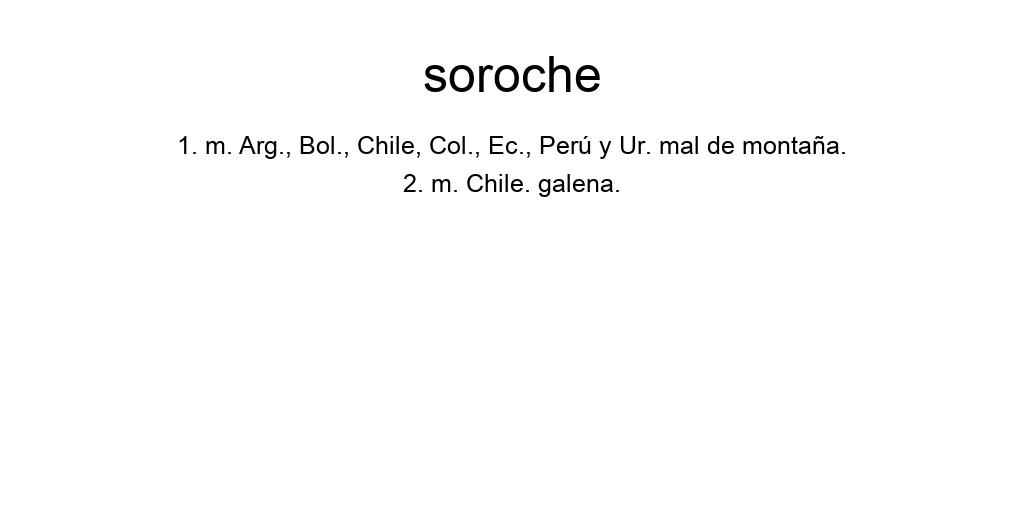 soroche
1. m. Arg., Bol., Chile, Col., Ec., Perú y Ur. mal de montaña.
2. m. Chile. galena.